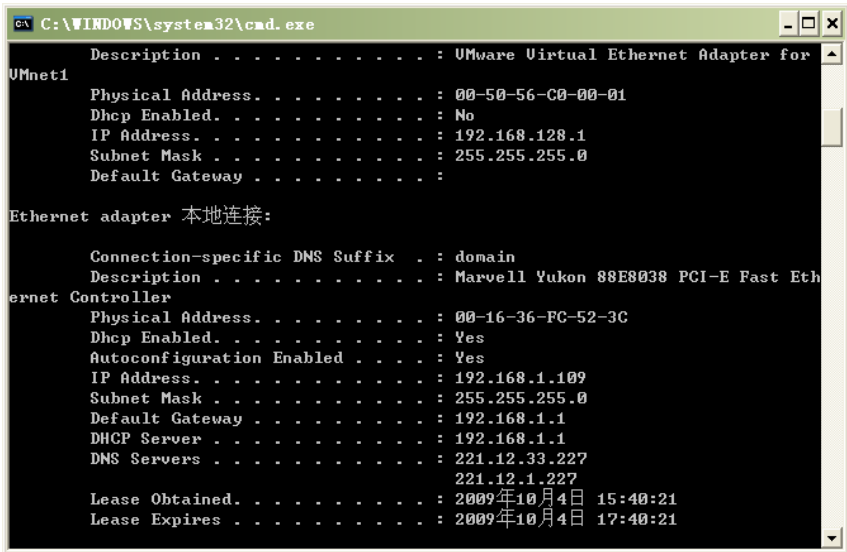 C:\WINDOWS\system32\cmd.exe
Description . . . . . . . . . . . : VMware Virtual Ethernet Adapter for
VMnet1
Physical Address. . . . . . . . . : 00-50-56-C0-00-01
Dhcp Enabled. . . . . . . . . . . : No
IP Address. . . . . . . . . . . . : 192.168.128.1
Subnet Mask . . . . . . . . . . . : 255.255.255.0
Default Gateway . . . . . . . . . :
Ethernet adapter 本地连接:
Connection-specific DNS Suffix  . : domain
Description . . . . . . . . . . . : Marvell Yukon 88E8038 PCI-E Fast Eth
ernet Controller
Physical Address. . . . . . . . . : 00-16-36-FC-52-3C
Dhcp Enabled. . . . . . . . . . . : Yes
Autoconfiguration Enabled . . . . : Yes
IP Address. . . . . . . . . . . . : 192.168.1.109
Subnet Mask . . . . . . . . . . . : 255.255.255.0
Default Gateway . . . . . . . . . : 192.168.1.1
DHCP Server . . . . . . . . . . . : 192.168.1.1
DNS Servers . . . . . . . . . . . : 221.12.33.227
221.12.1.227
Lease Obtained. . . . . . . . . . : 2009年10月4日 15:40:21
Lease Expires . . . . . . . . . . : 2009年10月4日 17:40:21